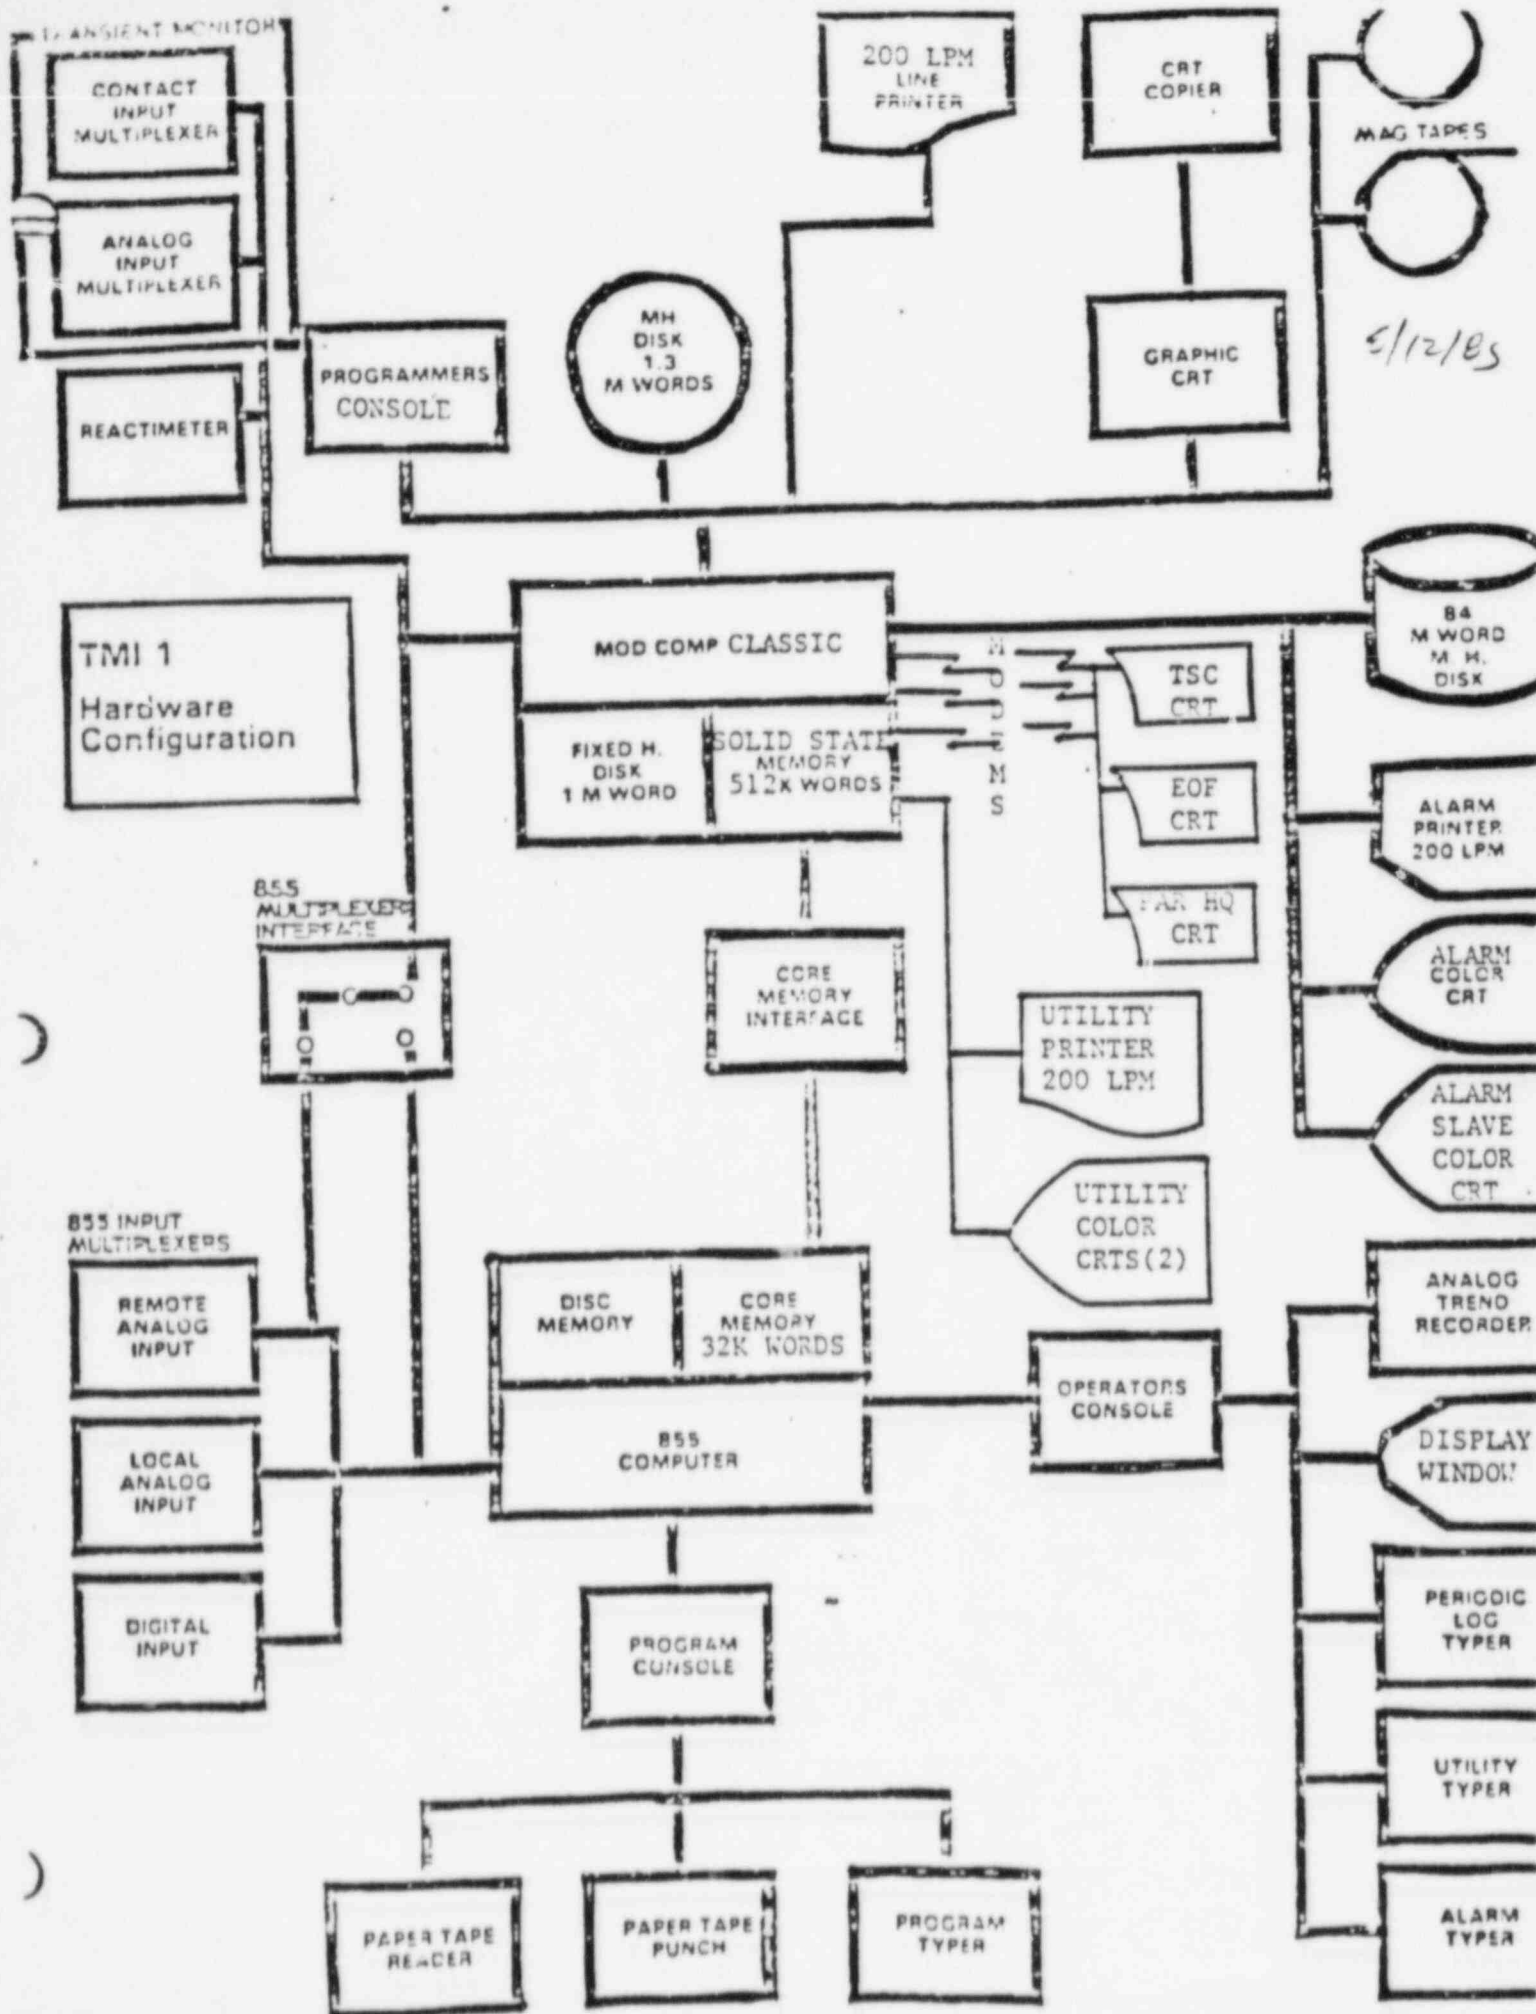 TRANSIENT MONITOR
CONTACT
INPUT
MULTIPLEXER
200 LPM
LINE
PRINTER
CRT
COPIER
MAG TAPES
ANALOG
INPUT
MULTIPLEXER
MH
DISK
1.3
M WORDS
GRAPHIC
CRT
5/12/85
PROGRAMMERS
CONSOLE
REACTIMETER
TMI 1
Hardware
Configuration
MOD COMP CLASSIC
FIXED H.
DISK
1 M WORD
SOLID STATE
MEMORY
512K WORDS
M
O
D
E
M
S
TSC
CRT
EOF
CRT
PAR HQ
CRT
84
M WORD
M. H.
DISK
ALARM
PRINTER
200 LPM
ALARM
COLOR
CRT
ALARM
SLAVE
COLOR
CRT
855
MULTIPLEXER
INTERFACE
CORE
MEMORY
INTERFACE
UTILITY
PRINTER
200 LPM
UTILITY
COLOR
CRTS(2)
855 INPUT
MULTIPLEXERS
REMOTE
ANALOG
INPUT
LOCAL
ANALOG
INPUT
DIGITAL
INPUT
DISC
MEMORY
CORE
MEMORY
32K WORDS
855
COMPUTER
OPERATORS
CONSOLE
ANALOG
TREND
RECORDER
DISPLAY
WINDOW
PERIODIC
LOG
TYPER
UTILITY
TYPER
ALARM
TYPER
PROGRAM
CONSOLE
PAPER TAPE
READER
PAPER TAPE
PUNCH
PROGRAM
TYPER